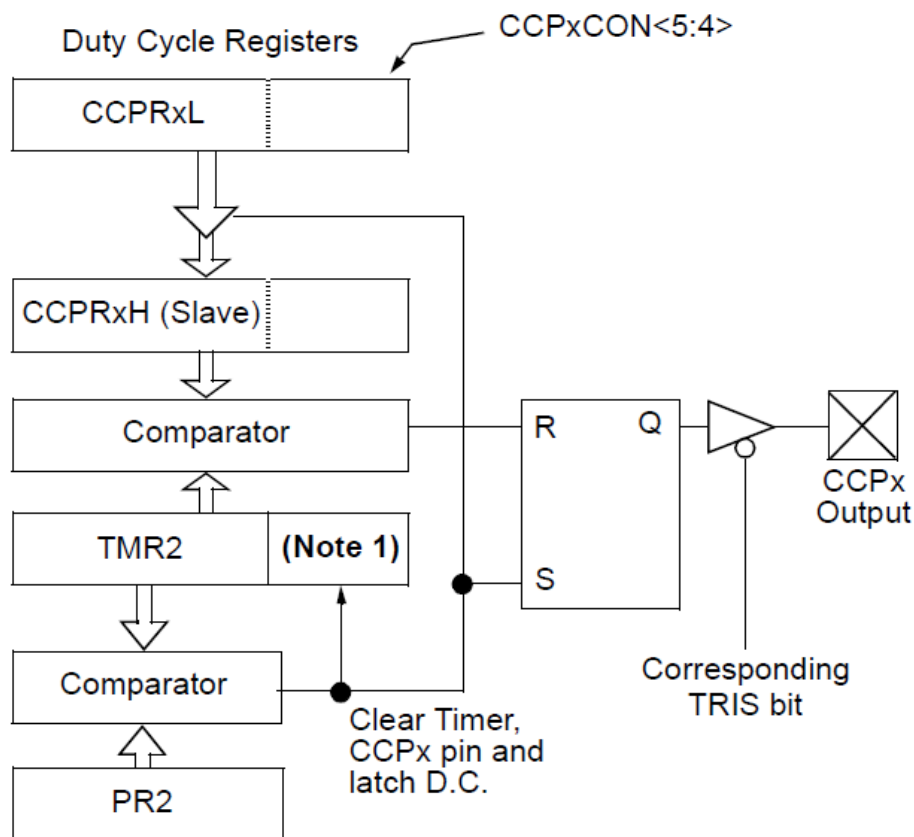 Duty Cycle Registers
CCPxCON<5:4>
CCPRxL
CCPRxH (Slave)
Comparator
R
Q
CCPx
Output
TMR2
(Note 1)
S
Comparator
Corresponding
TRIS bit
Clear Timer,
CCPx pin and
latch D.C.
PR2